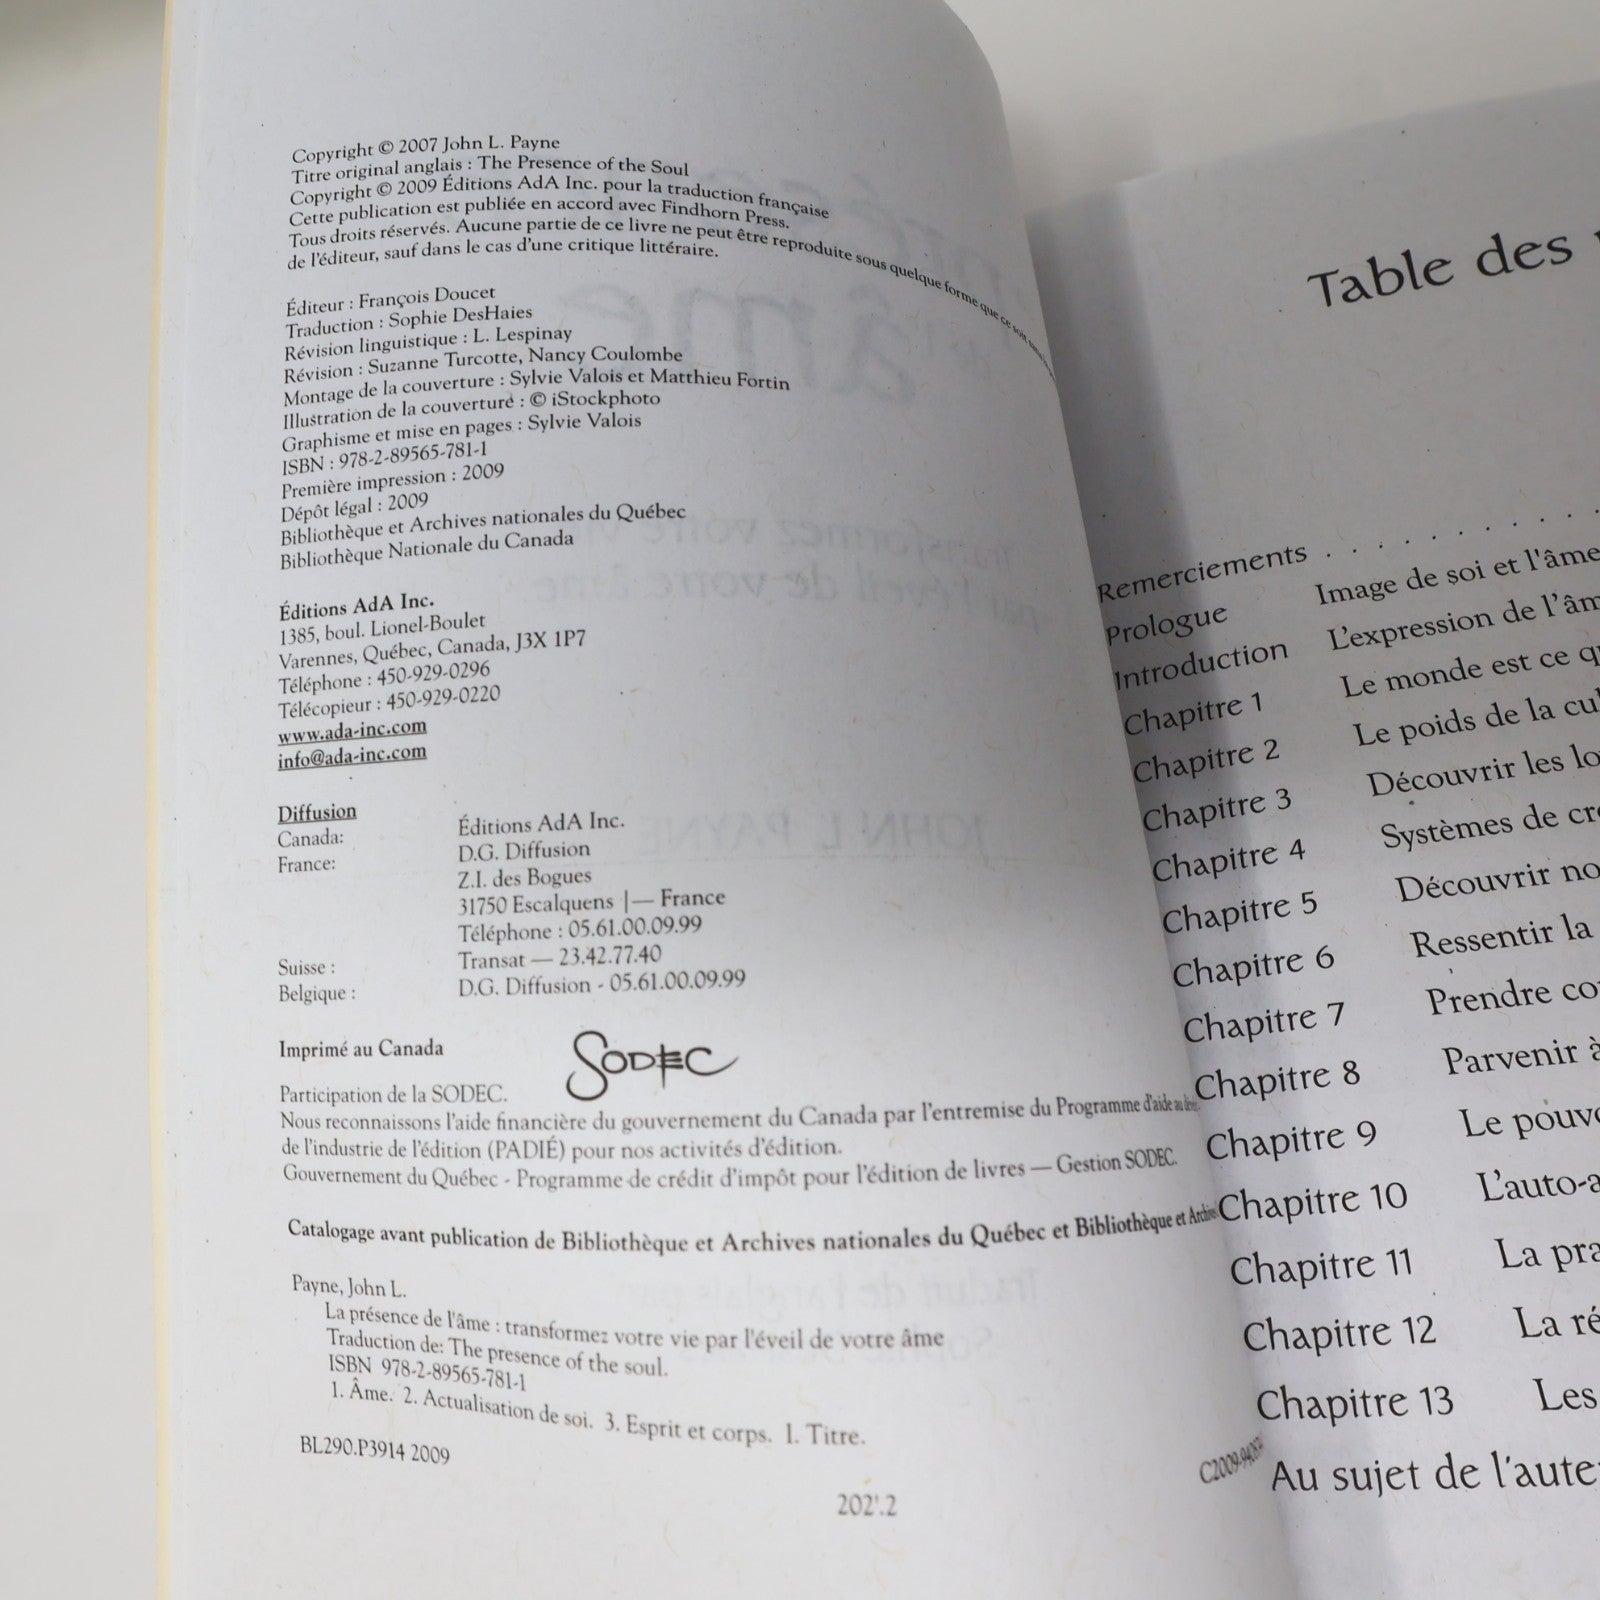 Copyright © 2007 John L. Payne
Titre original anglais : The Presence of the Soul
Copyright © 2009 Éditions AdA Inc. pour la traduction française
Cette publication est publiée en accord avec Findhorn Press.
Tous droits réservés. Aucune partie de ce livre ne peut être reproduite sous quelque forme que ce soit sans
de l'éditeur, sauf dans le cas d'une critique littéraire.
Éditeur : François Doucet
Traduction : Sophie DesHaies
Révision linguistique : L. Lespinay
Révision : Suzanne Turcotte, Nancy Coulombe
Montage de la couverture : Sylvie Valois et Matthieu Fortin
Illustration de la couverture : © iStockphoto
Graphisme et mise en pages : Sylvie Valois
ISBN : 978-2-89565-781-1
Première impression : 2009
Dépôt légal : 2009
Bibliothèque et Archives nationales du Québec
Bibliothèque Nationale du Canada
Éditions AdA Inc.
1385, boul. Lionel-Boulet
Varennes, Québec, Canada, J3X 1P7
Téléphone : 450-929-0296
Télécopieur : 450-929-0220
www.ada-inc.com
info@ada-inc.com
Diffusion
Canada: Éditions AdA Inc.
France: D.G. Diffusion
Z.I. des Bogues
31750 Escalquens |— France
Téléphone : 05.61.00.09.99
Suisse : Transat — 23.42.77.40
Belgique : D.G. Diffusion - 05.61.00.09.99
Imprimé au Canada
SODEC
Participation de la SODEC.
Nous reconnaissons l'aide financière du gouvernement du Canada par l'entremise du Programme d'aide au
de l'industrie de l'édition (PADIÉ) pour nos activités d'édition.
Gouvernement du Québec - Programme de crédit d'impôt pour l'édition de livres — Gestion SODEC.
Catalogage avant publication de Bibliothèque et Archives nationales du Québec et Bibliothèque et
Payne, John L.
La présence de l'âme : transformez votre vie par l'éveil de votre âme
Traduction de: The presence of the soul.
ISBN 978-2-89565-781-1
1. Âme. 2. Actualisation de soi. 3. Esprit et corps. I. Titre.
BL290.P3914 2009
Table des
Remerciements . . . . . . . . . .
Prologue Image de soi et l'âme
Introduction L'expression de l'âm
Chapitre 1 Le monde est ce q
Chapitre 2 Le poids de la cul
Chapitre 3 Découvrir les lo
Chapitre 4 Systèmes de cr
Chapitre 5 Découvrir no
Chapitre 6 Ressentir la
Chapitre 7 Prendre co
Chapitre 8 Parvenir à
Chapitre 9 Le pouvo
Chapitre 10 L'auto-a
Chapitre 11 La pra
Chapitre 12 La ré
Chapitre 13 Les
Au sujet de l'aute